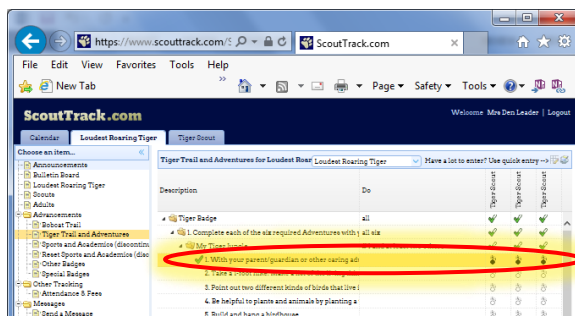 https://www.scouttrack.com/S
ScoutTrack.com
File Edit View Favorites Tools Help
New Tab
Page Safety Tools
ScoutTrack.com
Welcome Mrs Den Leader | Logout
Calendar Loudest Roaring Tiger Tiger Scout
Choose an item...
Tiger Trail and Adventures for Loudest Roar Loudest Roaring Tiger Have a lot to enter? Use quick entry -->
Announcements
Bulletin Board
Loudest Roaring Tiger
Scouts
Adults
Advancements
Bobcat Trail
Tiger Trail and Adventures
Sports and Academics (discontinu
Reset Sports and Academics (disc
Other Badges
Special Badges
Other Tracking
Attendance & Fees
Messages
Send a Message
Description Do Tiger Scout Tiger Scout Tiger Scout
Tiger Badge all
1. Complete each of the six required Adventures with y all six
My Tiger Jungle
1. With your parent/guardian or other caring adu
2. Take a 1-foot hike.
3. Point out two different kinds of birds that live i
4. Be helpful to plants and animals by planting a
5. Build and hang a birdhouse.